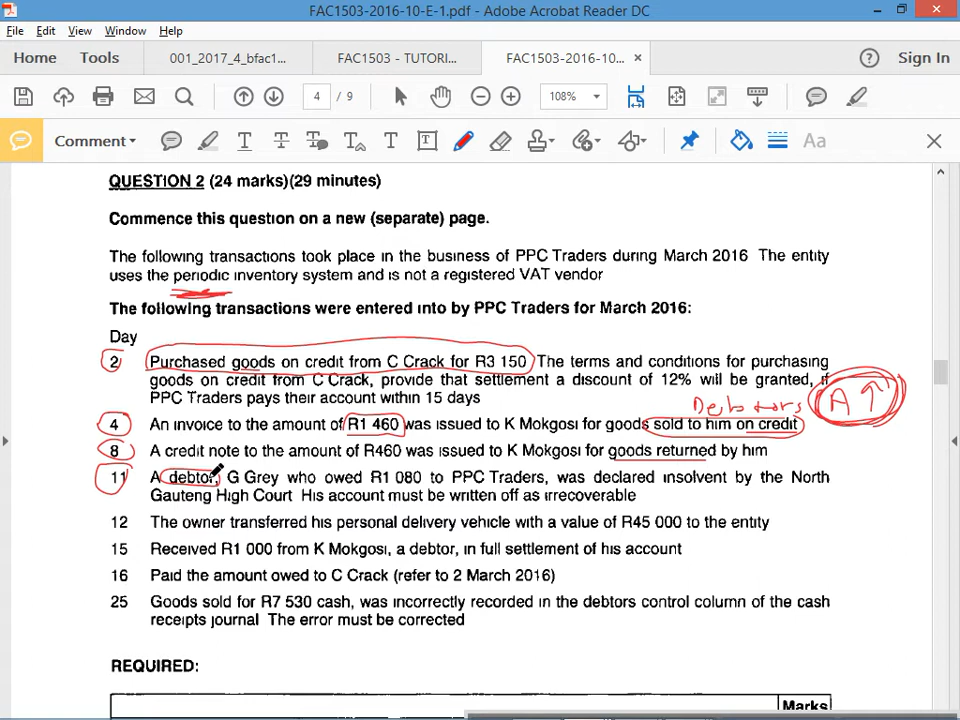 FAC1503-2016-10-E-1.pdf - Adobe Acrobat Reader DC
File Edit View Window Help
Home Tools 001_2017_4_bfac1... FAC1503 - TUTORI... FAC1503-2016-10... × Sign In
4 / 9 108%
Comment Aa
QUESTION 2 (24 marks)(29 minutes)
Commence this question on a new (separate) page.
The following transactions took place in the business of PPC Traders during March 2016 The entity
uses the periodic inventory system and is not a registered VAT vendor
The following transactions were entered into by PPC Traders for March 2016:
Day
2 Purchased goods on credit from C Crack for R3 150 The terms and conditions for purchasing
goods on credit from C Crack, provide that settlement a discount of 12% will be granted, if
PPC Traders pays their account within 15 days
Debtors A ↑
4 An invoice to the amount of R1 460 was issued to K Mokgosi for goods sold to him on credit
8 A credit note to the amount of R460 was issued to K Mokgosi for goods returned by him
11 A debtor, G Grey who owed R1 080 to PPC Traders, was declared insolvent by the North
Gauteng High Court His account must be written off as irrecoverable
12 The owner transferred his personal delivery vehicle with a value of R45 000 to the entity
15 Received R1 000 from K Mokgosi, a debtor, in full settlement of his account
16 Paid the amount owed to C Crack (refer to 2 March 2016)
25 Goods sold for R7 530 cash, was incorrectly recorded in the debtors control column of the cash
receipts journal The error must be corrected
REQUIRED:
Marks